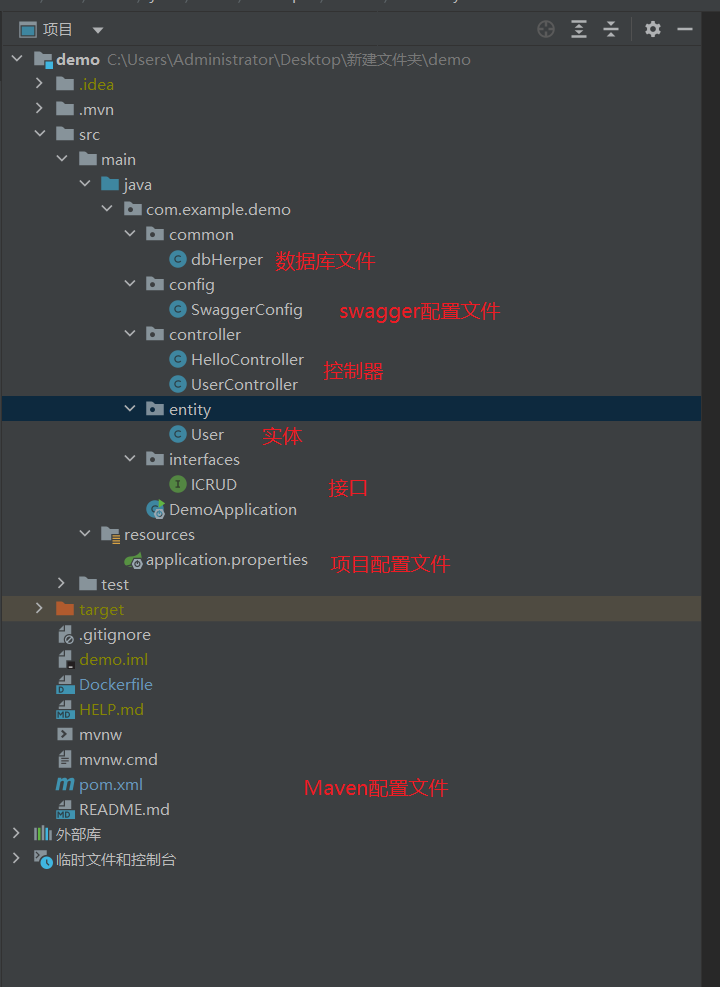 项目
demo C:\Users\Administrator\Desktop\新建文件夹\demo
.idea
.mvn
src
main
java
com.example.demo
common
dbHerper 数据库文件
config
SwaggerConfig swagger配置文件
controller
HelloController
控制器
UserController
entity
User 实体
interfaces
ICRUD 接口
DemoApplication
resources
application.properties 项目配置文件
test
target
.gitignore
demo.iml
Dockerfile
HELP.md
mvnw
mvnw.cmd
pom.xml Maven配置文件
README.md
外部库
临时文件和控制台